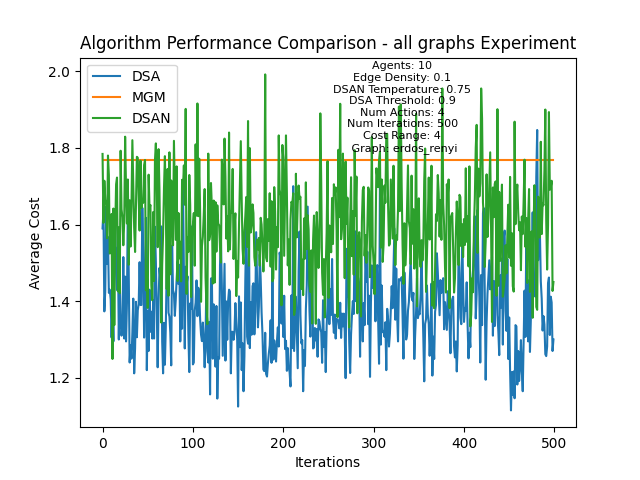 Algorithm Performance Comparison - all graphs Experiment
DSA
MGM
DSAN
Agents: 10
Edge Density: 0.1
DSAN Temperature: 0.75
DSA Threshold: 0.9
Num Actions: 4
Num Iterations: 500
Cost Range: 4
Graph: erdos_renyi
Average Cost
2.0
1.8
1.6
1.4
1.2
0
100
200
300
400
500
Iterations